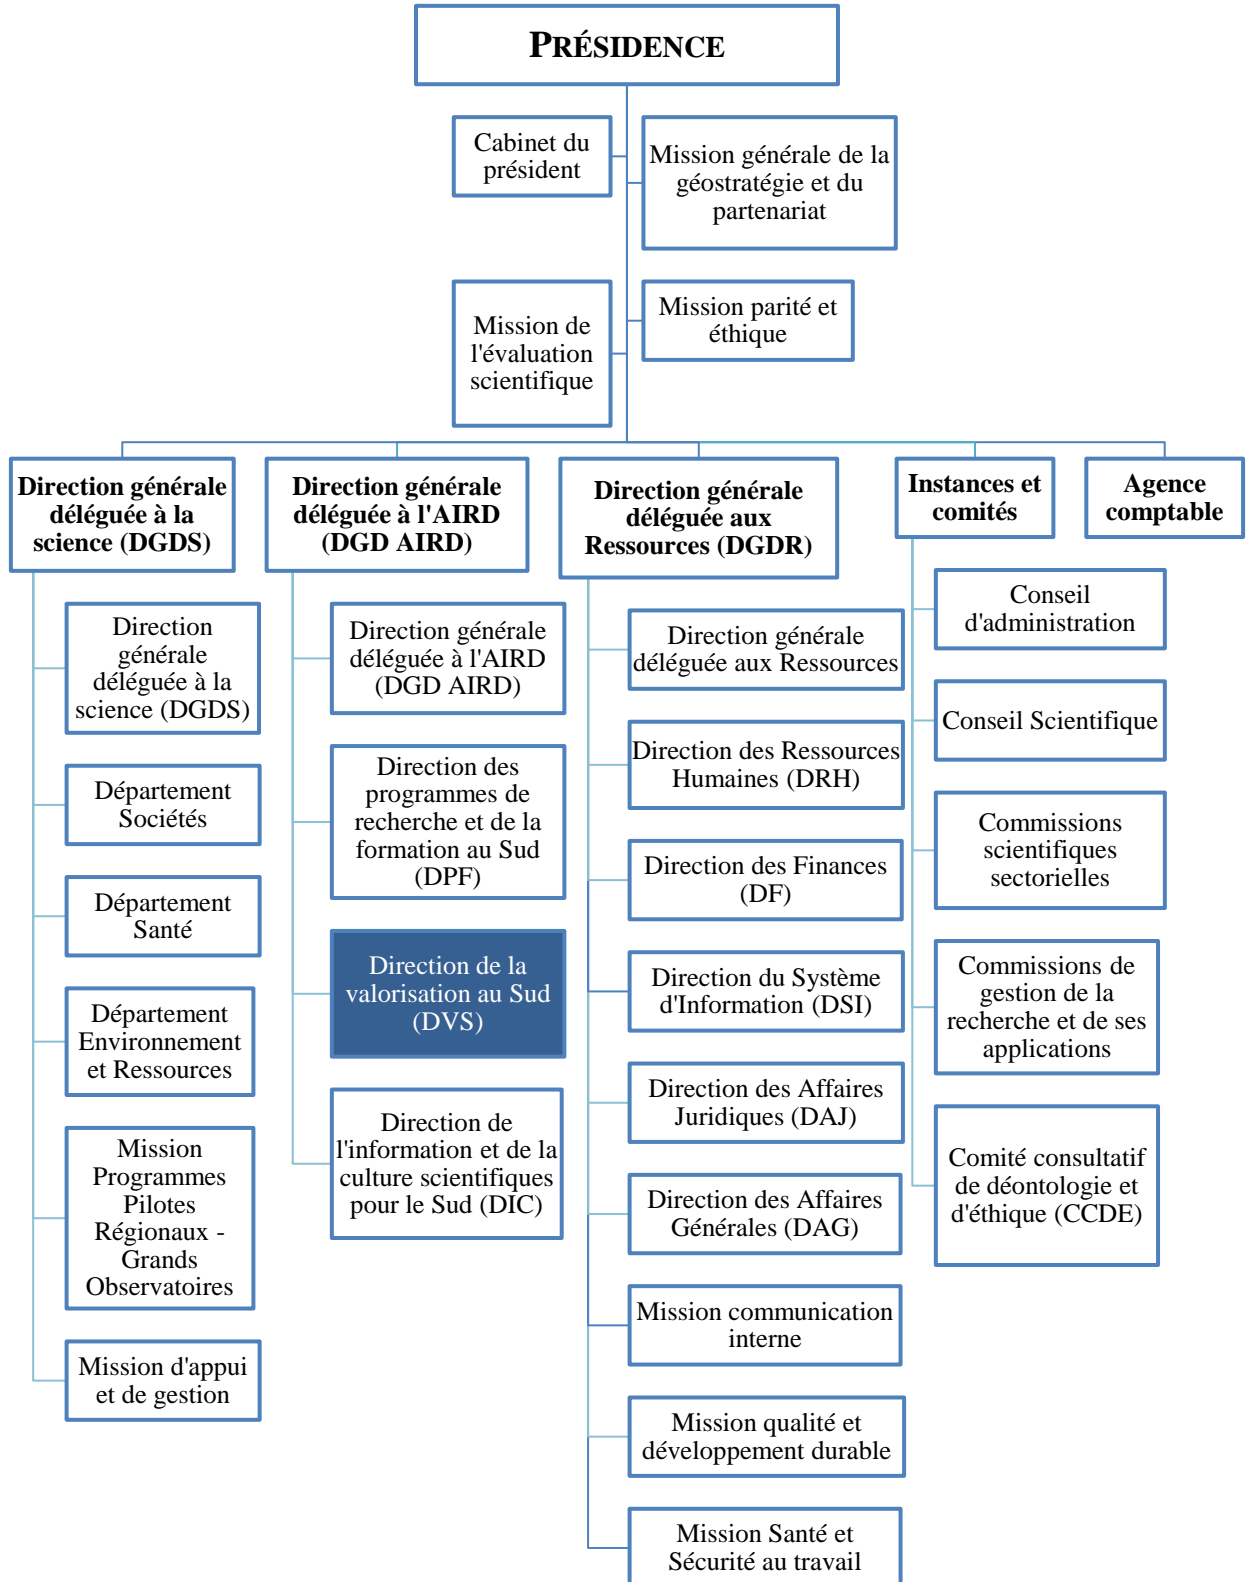 PRÉSIDENCE
Cabinet du
président
Mission générale de la
géostratégie et du
partenariat
Mission de
l'évaluation
scientifique
Mission parité et
éthique
Direction générale
déléguée à la
science (DGDS)
Direction
générale
déléguée à la
science (DGDS)
Département
Sociétés
Département
Santé
Département
Environnement
et Ressources
Mission
Programmes
Pilotes
Régionaux -
Grands
Observatoires
Mission d'appui
et de gestion
Direction générale
déléguée à l'AIRD
(DGD AIRD)
Direction générale
déléguée à l'AIRD
(DGD AIRD)
Direction des
programmes de
recherche et de la
formation au Sud
(DPF)
Direction de la
valorisation au Sud
(DVS)
Direction de
l'information et de la
culture scientifiques
pour le Sud (DIC)
Direction générale
déléguée aux
Ressources (DGDR)
Direction générale
déléguée aux Ressources
Direction des Ressources
Humaines (DRH)
Direction des Finances
(DF)
Direction du Système
d'Information (DSI)
Direction des Affaires
Juridiques (DAJ)
Direction des Affaires
Générales (DAG)
Mission communication
interne
Mission qualité et
développement durable
Mission Santé et
Sécurité au travail
Instances et
comités
Conseil
d'administration
Conseil Scientifique
Commissions
scientifiques
sectorielles
Commissions de
gestion de la
recherche et de ses
applications
Comité consultatif
de déontologie et
d'éthique (CCDE)
Agence
comptable